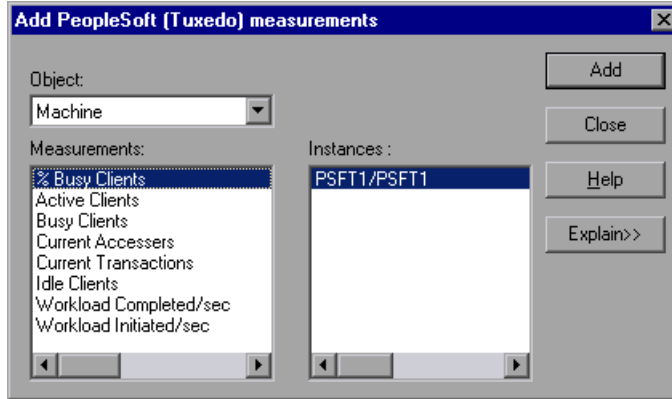 Add PeopleSoft (Tuxedo) measurements
Object:
Machine
Measurements:
% Busy Clients
Active Clients
Busy Clients
Current Accessers
Current Transactions
Idle Clients
Workload Completed/sec
Workload Initiated/sec
Instances :
PSFT1/PSFT1
Add
Close
Help
Explain>>